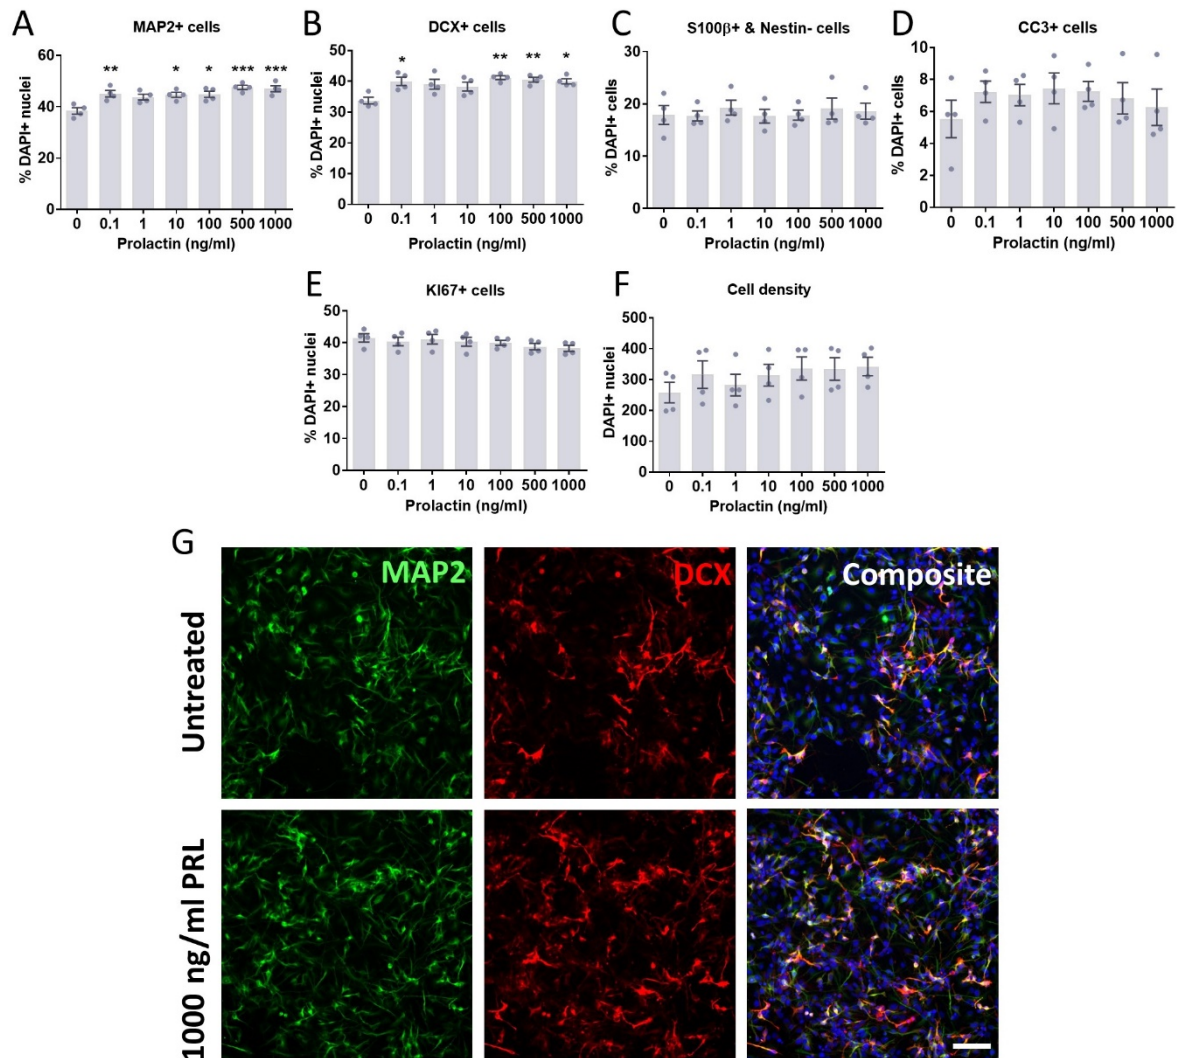 A
MAP2+ cells
% DAPI+ nuclei
60
40
20
0
** * * *** ***
0 0.1 1 10 100 500 1000
Prolactin (ng/ml)
B
DCX+ cells
% DAPI+ nuclei
50
40
30
20
10
0
* ** ** *
0 0.1 1 10 100 500 1000
Prolactin (ng/ml)
C
S100β+ & Nestin- cells
% DAPI+ cells
30
20
10
0
0 0.1 1 10 100 500 1000
Prolactin (ng/ml)
D
CC3+ cells
% DAPI+ cells
10
8
6
4
2
0
0 0.1 1 10 100 500 1000
Prolactin (ng/ml)
E
KI67+ cells
% DAPI+ nuclei
50
40
30
20
10
0
0 0.1 1 10 100 500 1000
Prolactin (ng/ml)
F
Cell density
DAPI+ nuclei
500
400
300
200
100
0
0 0.1 1 10 100 500 1000
Prolactin (ng/ml)
G
MAP2
DCX
Composite
Untreated
1000 ng/ml PRL